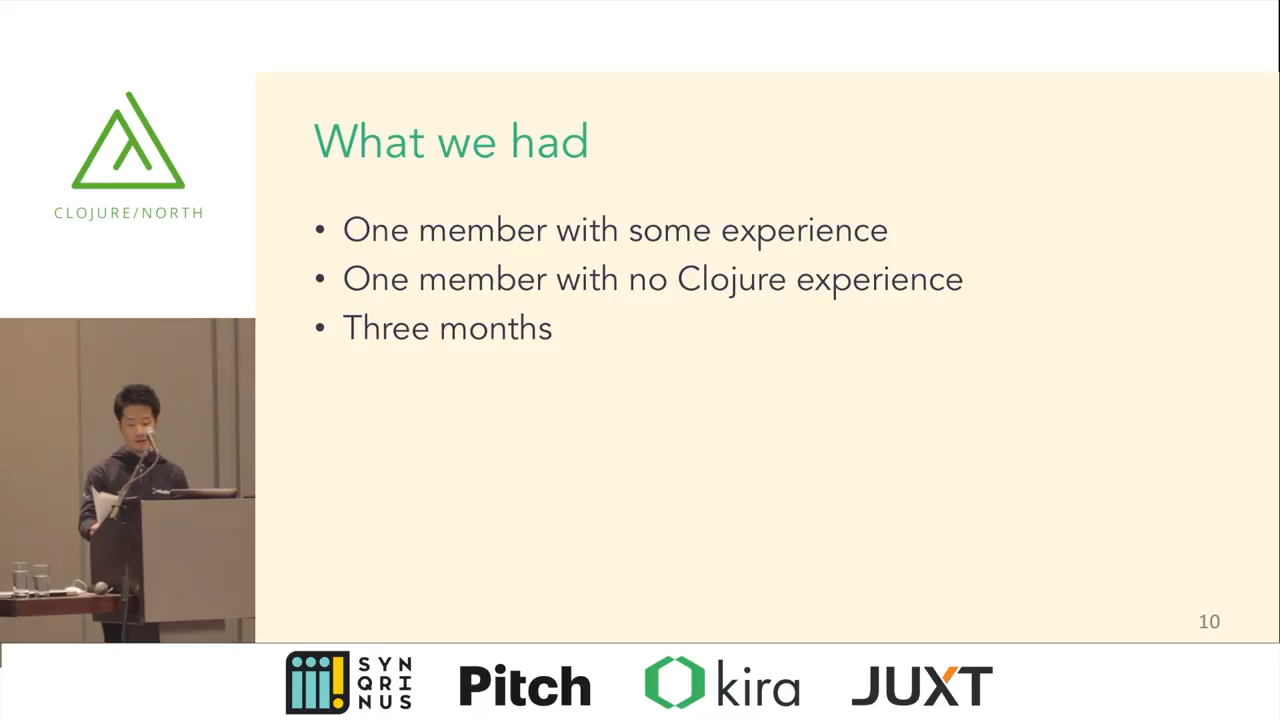 CLOJURE/NORTH
What we had
• One member with some experience
• One member with no Clojure experience
• Three months
10
SYN
QRI
NUS
Pitch
kira
JUXT